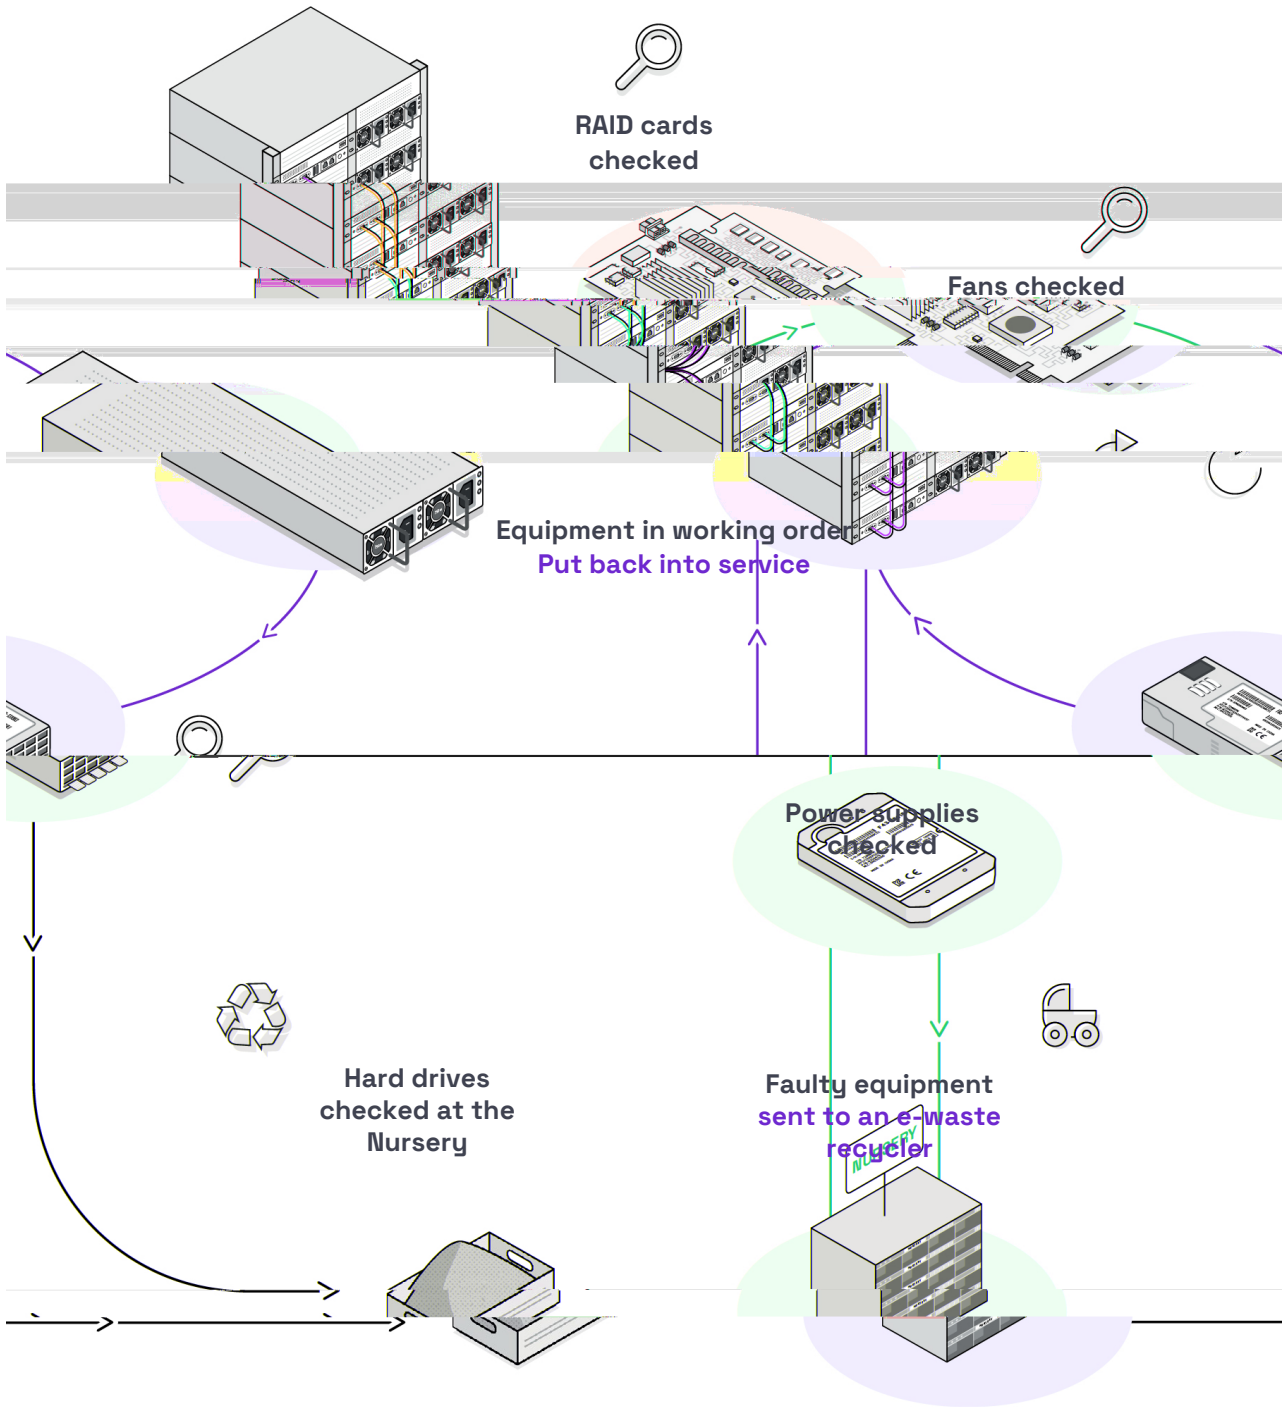 RAID cards
checked
Fans checked
Equipment in working order
Put back into service
Power supplies
checked
Hard drives
checked at the
Nursery
Faulty equipment
sent to an e-waste
recycler
NURSERY